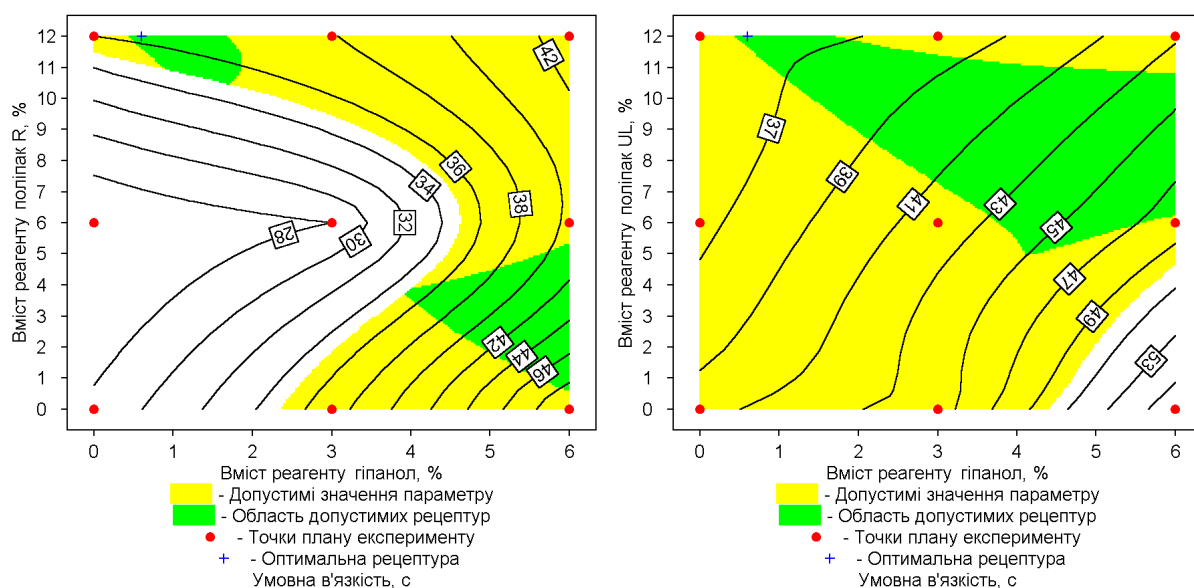 12
11
10
9
8
7
6
5
4
3
2
1
0
Вміст реагенту поліпак R, %
42
36
34
38
32
30
28
42
44
46
0 1 2 3 4 5 6
Вміст реагенту гіпанол, %
- Допустимі значення параметру
- Область допустимих рецептур
- Точки плану експерименту
- Оптимальна рецептура
Умовна в'язкість, с
12
11
10
9
8
7
6
5
4
3
2
1
0
Вміст реагенту поліпак UL, %
37
39
41
43
45
47
49
53
0 1 2 3 4 5 6
Вміст реагенту гіпанол, %
- Допустимі значення параметру
- Область допустимих рецептур
- Точки плану експерименту
- Оптимальна рецептура
Умовна в'язкість, с